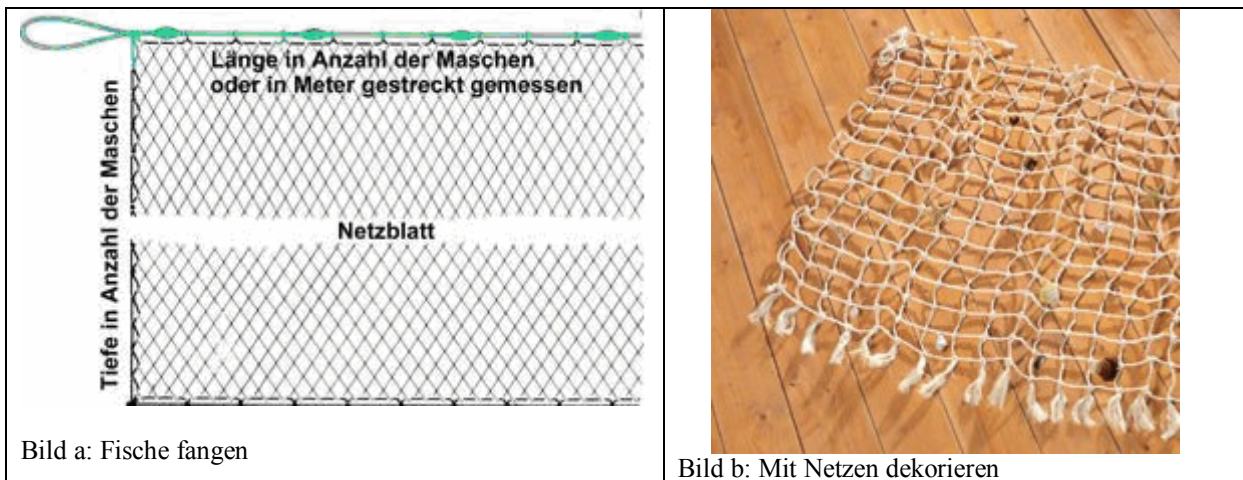 Länge in Anzahl der Maschen
oder in Meter gestreckt gemessen
Tiefe in Anzahl der Maschen
Netzblatt
Bild a: Fische fangen
Bild b: Mit Netzen dekorieren